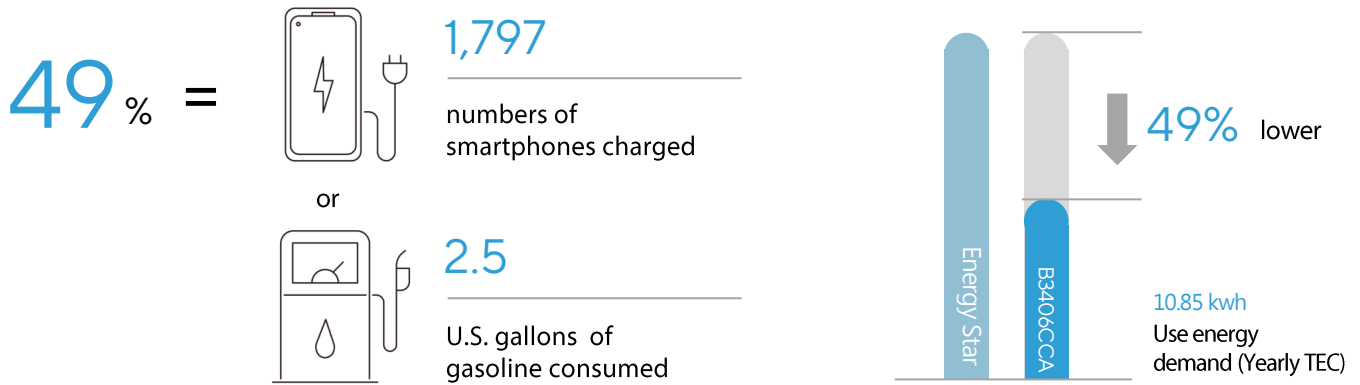 49 % =
1,797
numbers of
smartphones charged
or
2.5
U.S. gallons of
gasoline consumed
Energy Star
B3406CCA
49% lower
10.85 kwh
Use energy
demand (Yearly TEC)